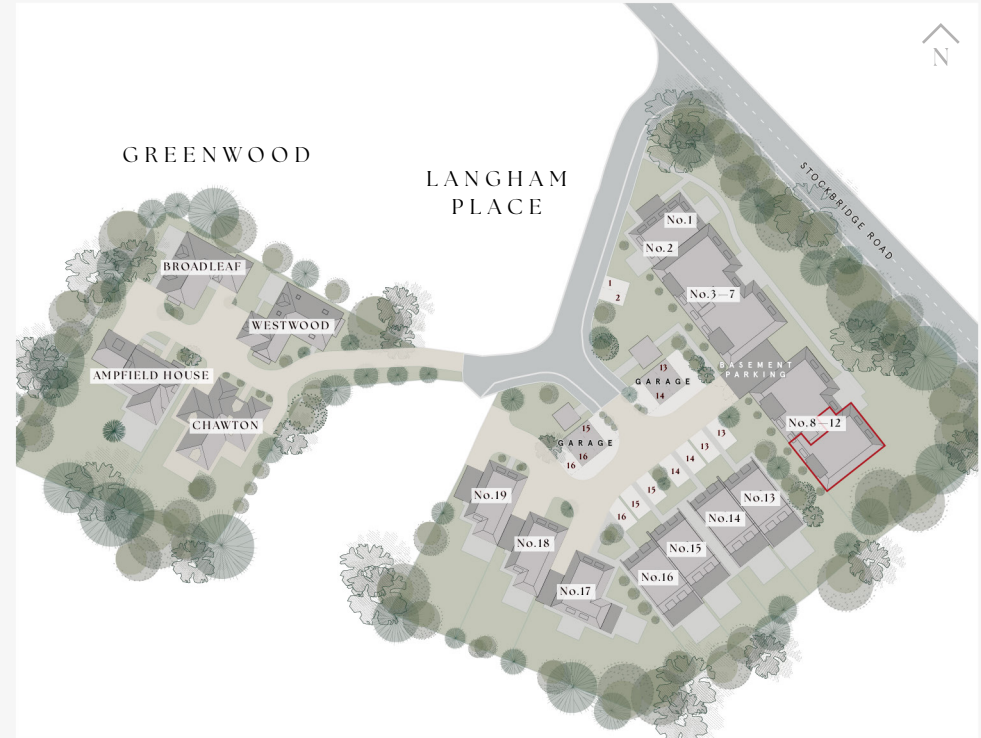 N
GREENWOOD
LANGHAM
PLACE
STOCKBRIDGE ROAD
No.1
No.2
No.3—7
1
2
BROADLEAF
WESTWOOD
AMPFIELD HOUSE
CHAWTON
13
GARAGE
14
BASEMENT
PARKING
No.8—12
15
GARAGE
16
16
13
13
14
14
15
15
16
No.19
No.18
No.17
No.13
No.14
No.15
No.16